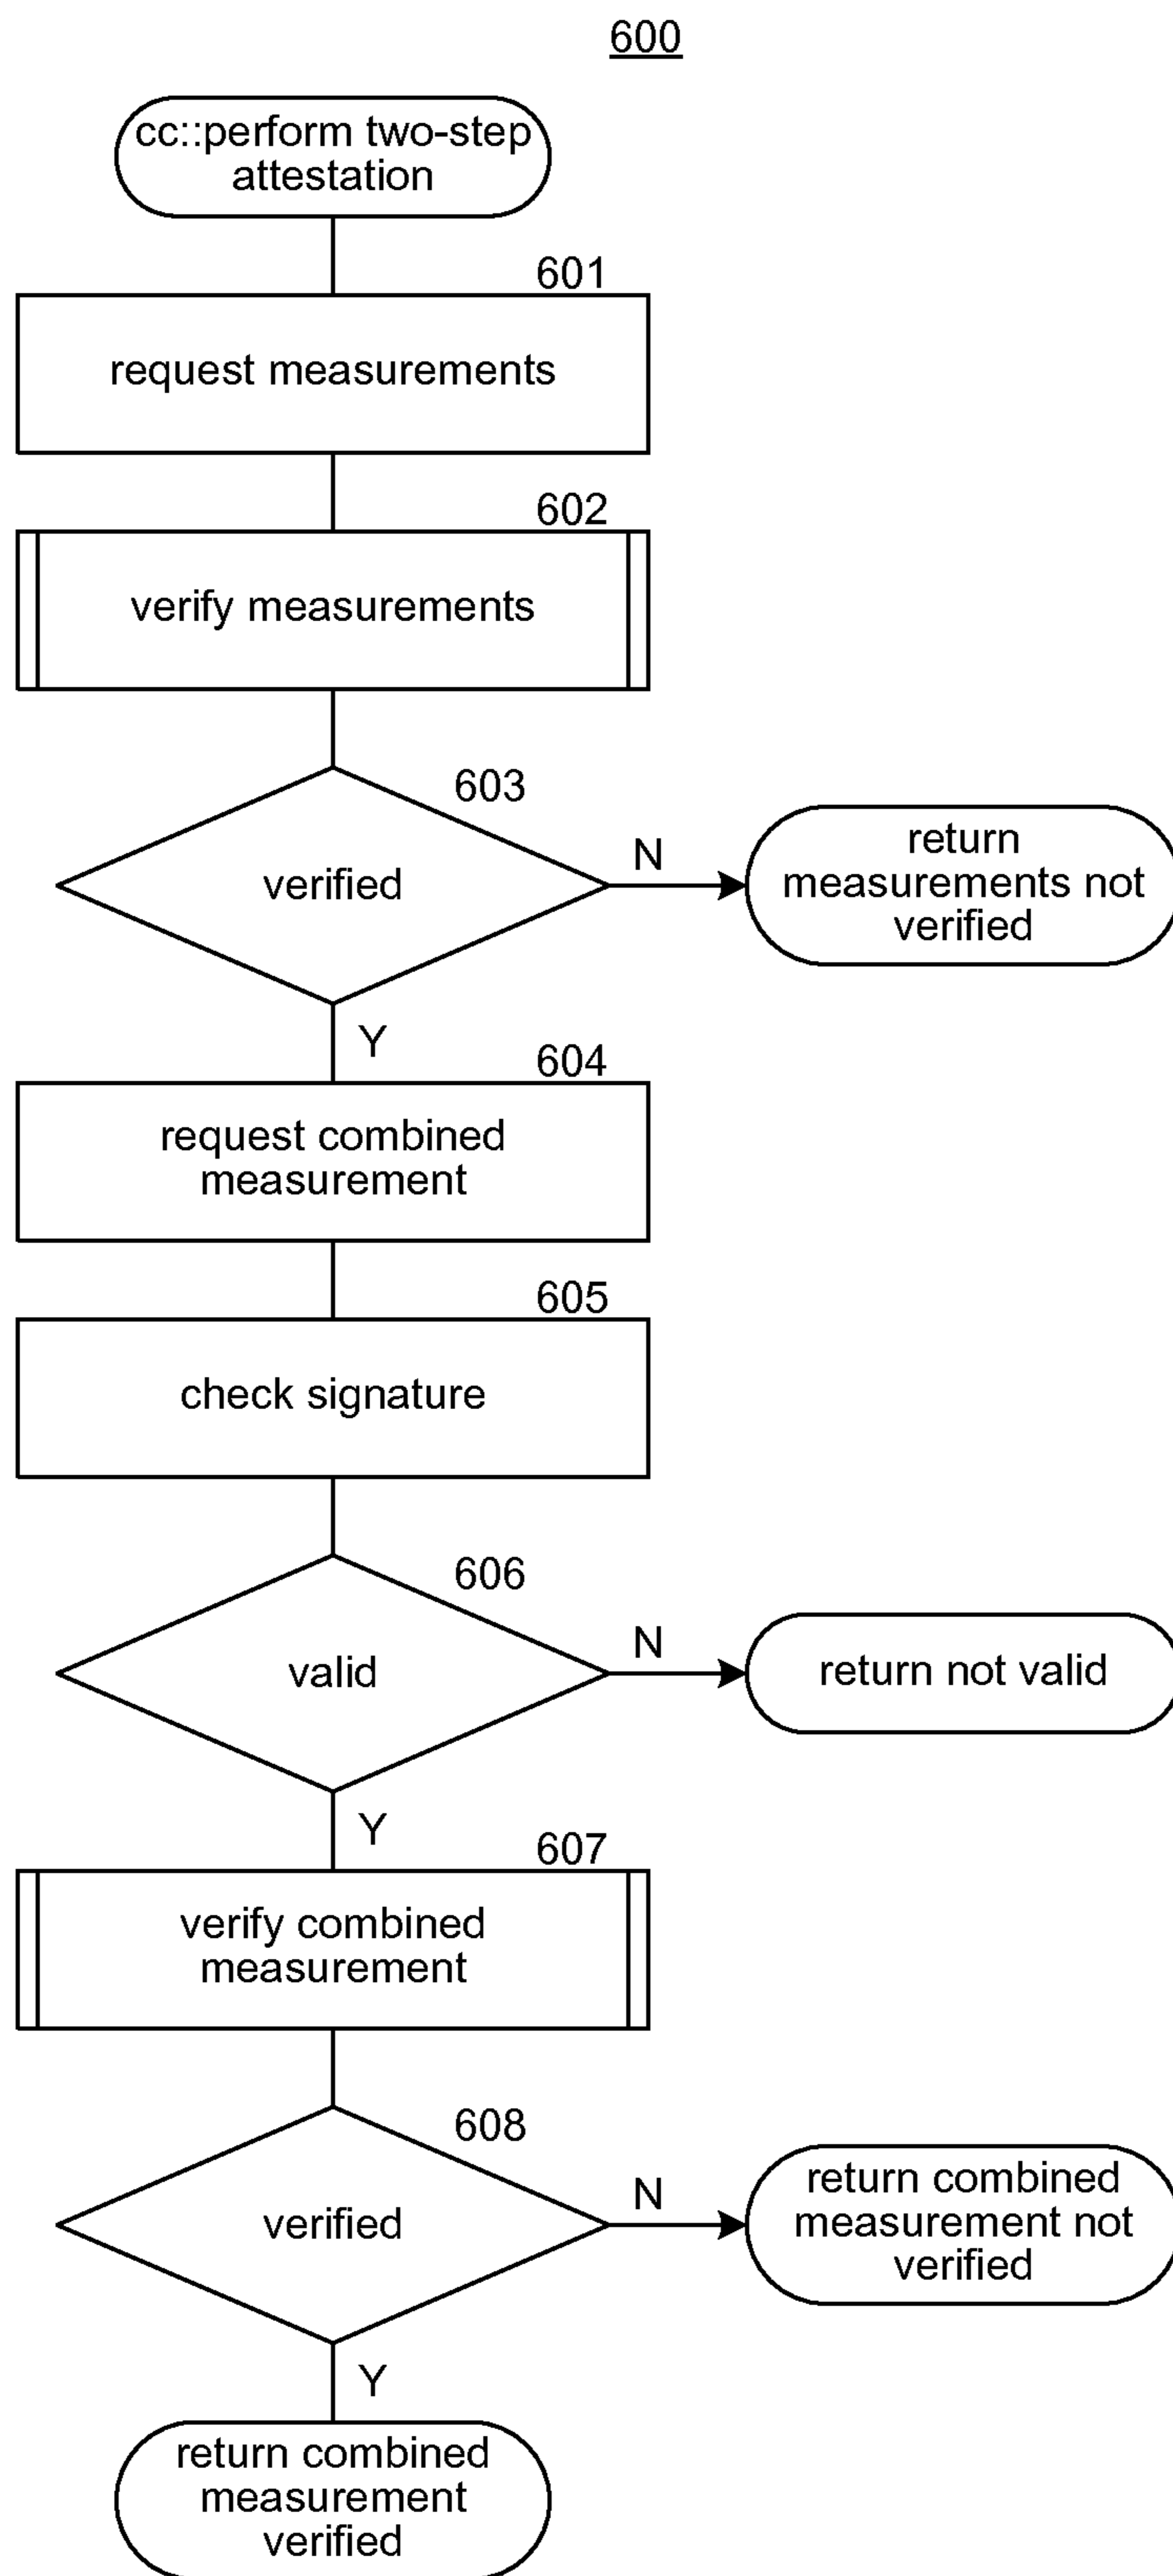 600
cc::perform two-step
attestation
601
request measurements
602
verify measurements
603
verified
N
return
measurements not
verified
Y
604
request combined
measurement
605
check signature
606
valid
N
return not valid
Y
607
verify combined
measurement
608
verified
N
return combined
measurement not
verified
Y
return combined
measurement
verified